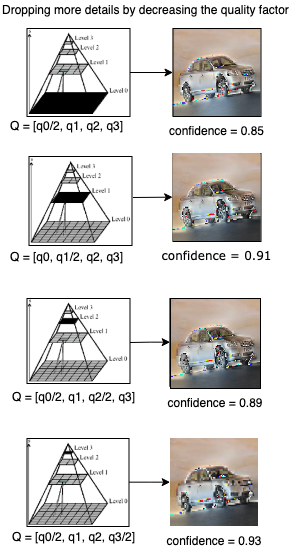 Dropping more details by decreasing the quality factor
Level 3
Level 2
Level 1
Level 0
Q = [q0/2, q1, q2, q3]
confidence = 0.85
Level 3
Level 2
Level 1
Level 0
Q = [q0, q1/2, q2, q3]
confidence = 0.91
Level 3
Level 2
Level 1
Level 0
Q = [q0/2, q1, q2/2, q3]
confidence = 0.89
Level 3
Level 2
Level 1
Level 0
Q = [q0/2, q1, q2, q3/2]
confidence = 0.93